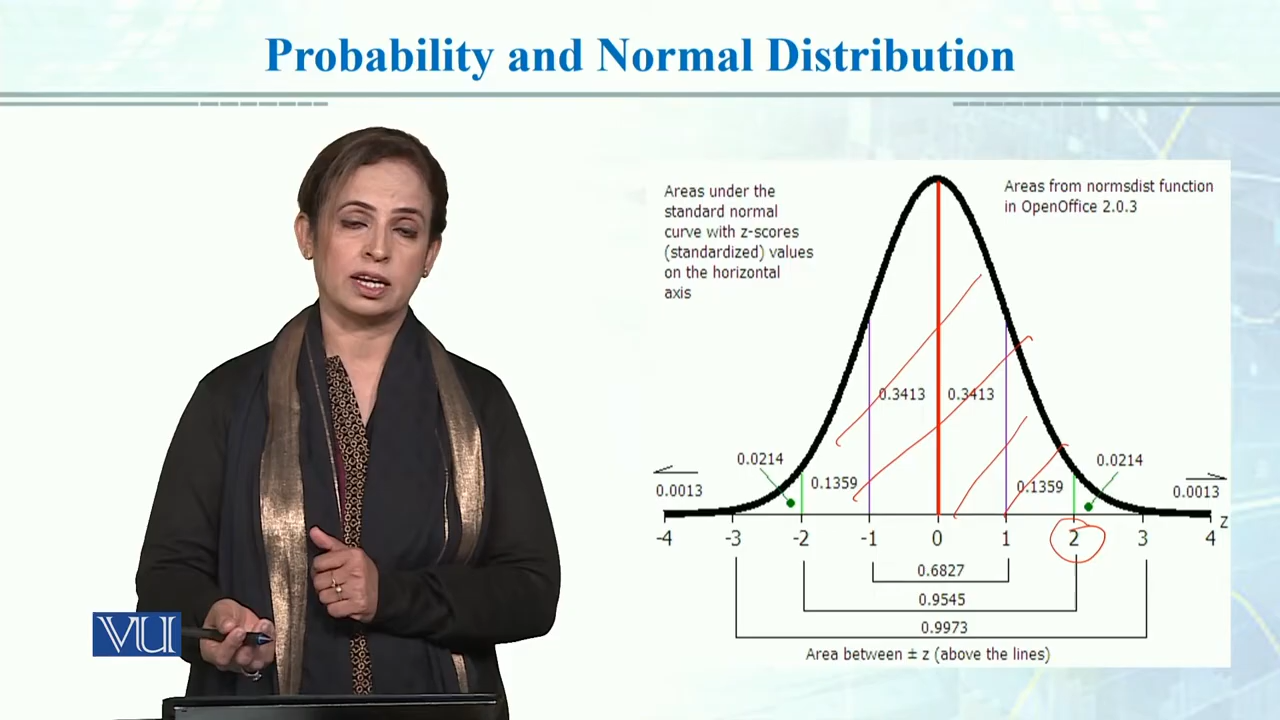 Probability and Normal Distribution
Areas under the
standard normal
curve with z-scores
(standardized) values
on the horizontal
axis
Areas from normsdist function
in OpenOffice 2.0.3
0.3413 0.3413
0.0214 0.0214
0.1359 0.1359
0.0013 0.0013
z
-4 -3 -2 -1 0 1 2 3 4
0.6827
0.9545
0.9973
Area between ± z (above the lines)
VU